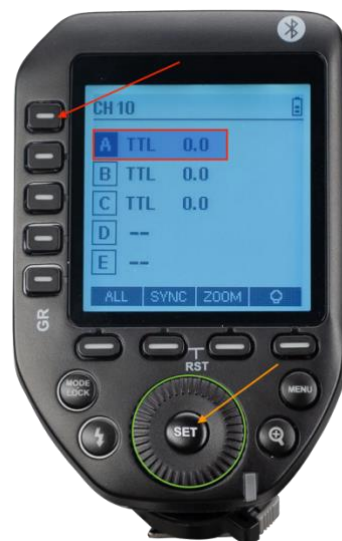 CH 10
A TTL 0.0
B TTL 0.0
C TTL 0.0
D --
E --
ALL SYNC ZOOM
GR
RST
MODE
LOCK
MENU
SET